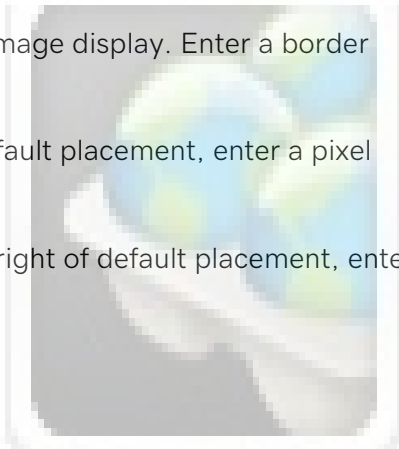 mage display. Enter a border
fault placement, enter a pixel
right of default placement, ente